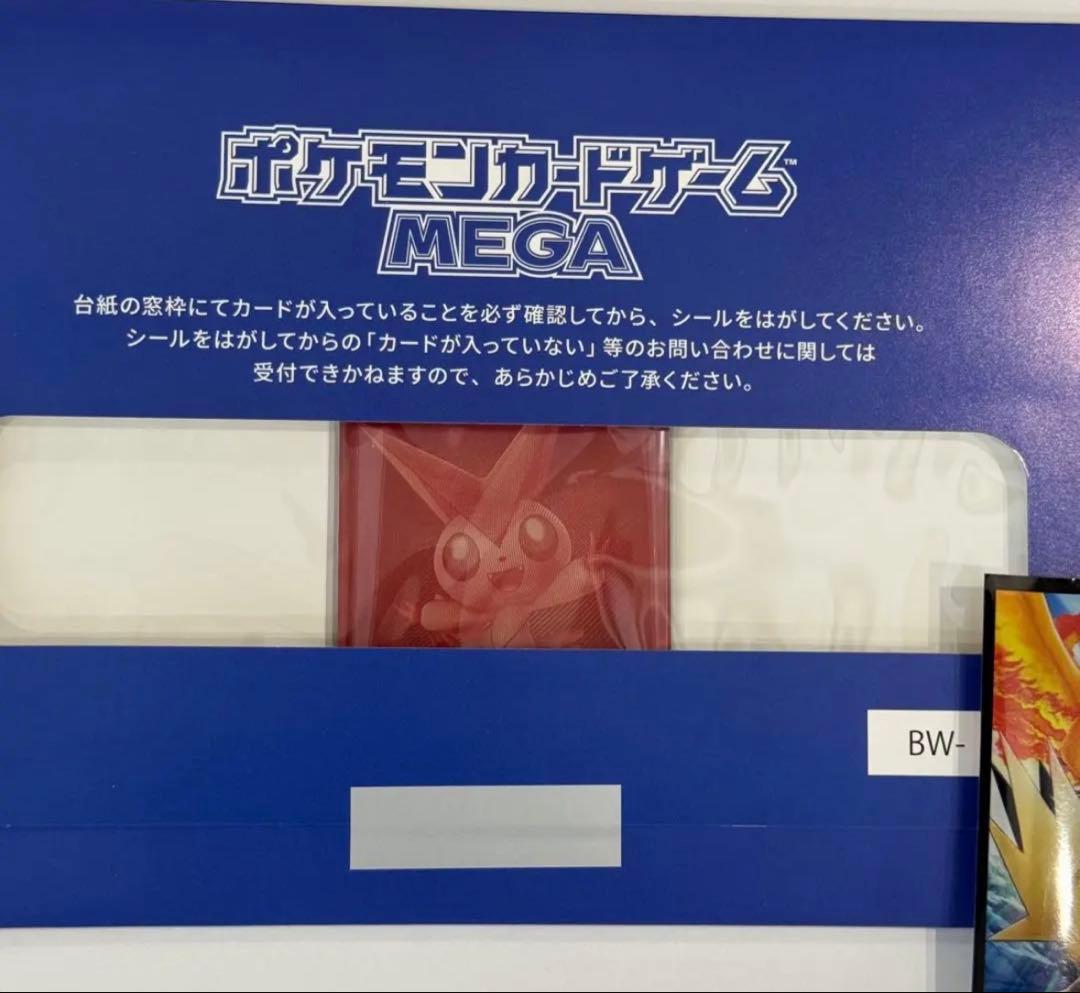 ポケモンカードゲーム™
MEGA
台紙の窓枠にてカードが入っていることを必ず確認してから、シールをはがしてください。
シールをはがしてからの「カードが入っていない」等のお問い合わせに関しては
受付できかねますので、あらかじめご了承ください。
BW-